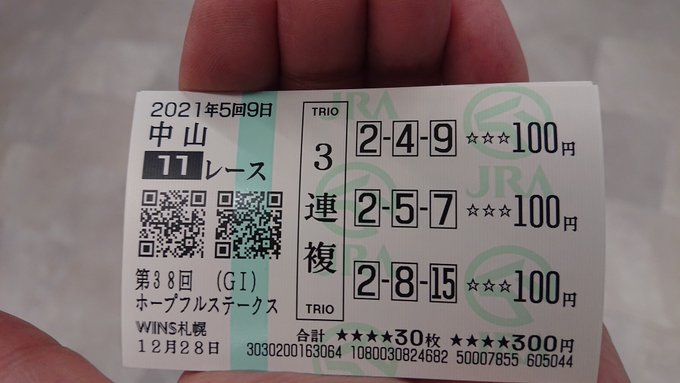 2021年5回9日
中山
11レース
第38回 (GI)
ホープフルステークス
WINS札幌
12月28日
TRIO
3連複
TRIO
2-4-9 ☆☆☆100円
2-5-7 ☆☆☆100円
2-8-15 ☆☆☆100円
JRA
JRA
JRA
合計 ★★★★30枚 ★★★★300円
3030200163064 1080030824682 50007855 605044